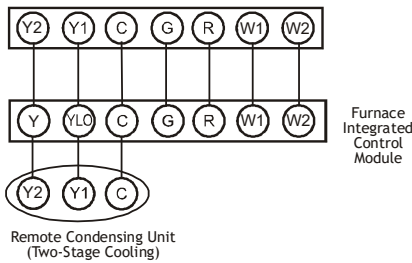 Y2 Y1 C G R W1 W2
Y YLO C G R W1 W2
Furnace
Integrated
Control
Module
Y2 Y1 C
Remote Condensing Unit
(Two-Stage Cooling)